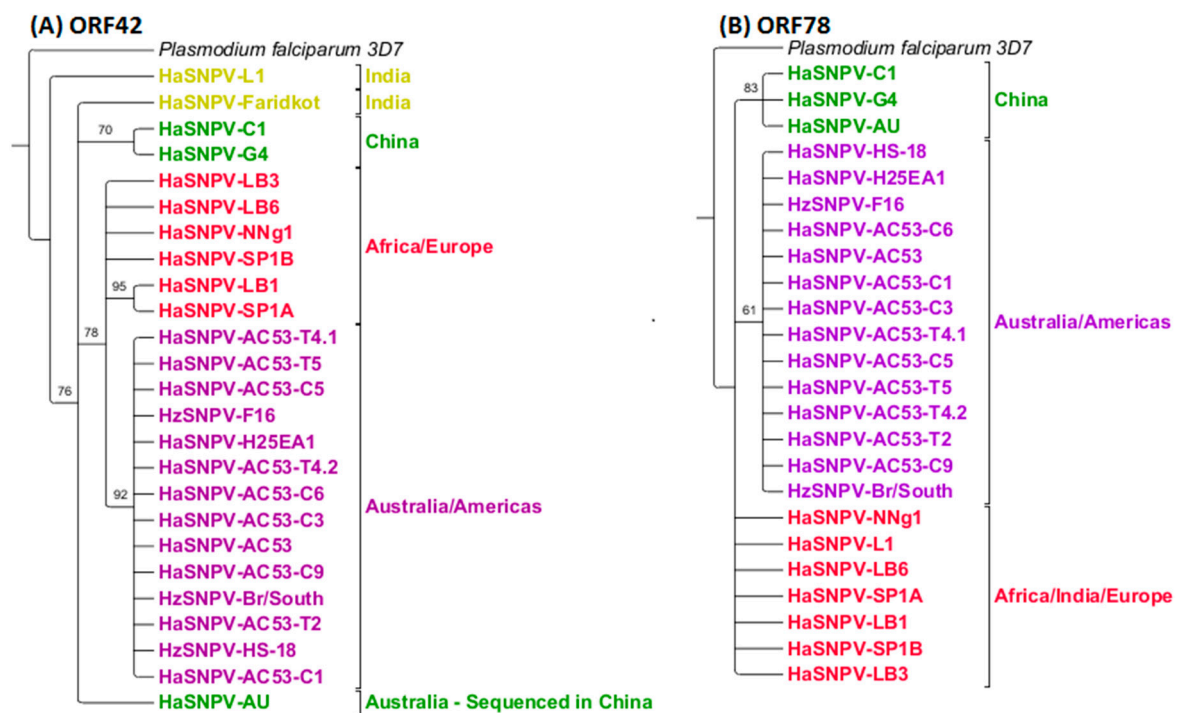 (A) ORF42
Plasmodium falciparum 3D7
HaSNPV-L1
India
HaSNPV-Faridkot
India
70
HaSNPV-C1
HaSNPV-G4
China
HaSNPV-LB3
HaSNPV-LB6
HaSNPV-NNg1
HaSNPV-SP1B
Africa/Europe
95
HaSNPV-LB1
HaSNPV-SP1A
78
76
HaSNPV-AC53-T4.1
HaSNPV-AC53-T5
HaSNPV-AC53-C5
HzSNPV-F16
HaSNPV-H25EA1
HaSNPV-AC53-T4.2
92
HaSNPV-AC53-C6
HaSNPV-AC53-C3
Australia/Americas
HaSNPV-AC53
HaSNPV-AC53-C9
HzSNPV-Br/South
HaSNPV-AC53-T2
HzSNPV-HS-18
HaSNPV-AC53-C1
HaSNPV-AU
Australia - Sequenced in China
(B) ORF78
Plasmodium falciparum 3D7
83
HaSNPV-C1
HaSNPV-G4
China
HaSNPV-AU
HaSNPV-HS-18
HaSNPV-H25EA1
HzSNPV-F16
HaSNPV-AC53-C6
HaSNPV-AC53
HaSNPV-AC53-C1
61
HaSNPV-AC53-C3
Australia/Americas
HaSNPV-AC53-T4.1
HaSNPV-AC53-C5
HaSNPV-AC53-T5
HaSNPV-AC53-T4.2
HaSNPV-AC53-T2
HaSNPV-AC53-C9
HzSNPV-Br/South
HaSNPV-NNg1
HaSNPV-L1
HaSNPV-LB6
HaSNPV-SP1A
Africa/India/Europe
HaSNPV-LB1
HaSNPV-SP1B
HaSNPV-LB3